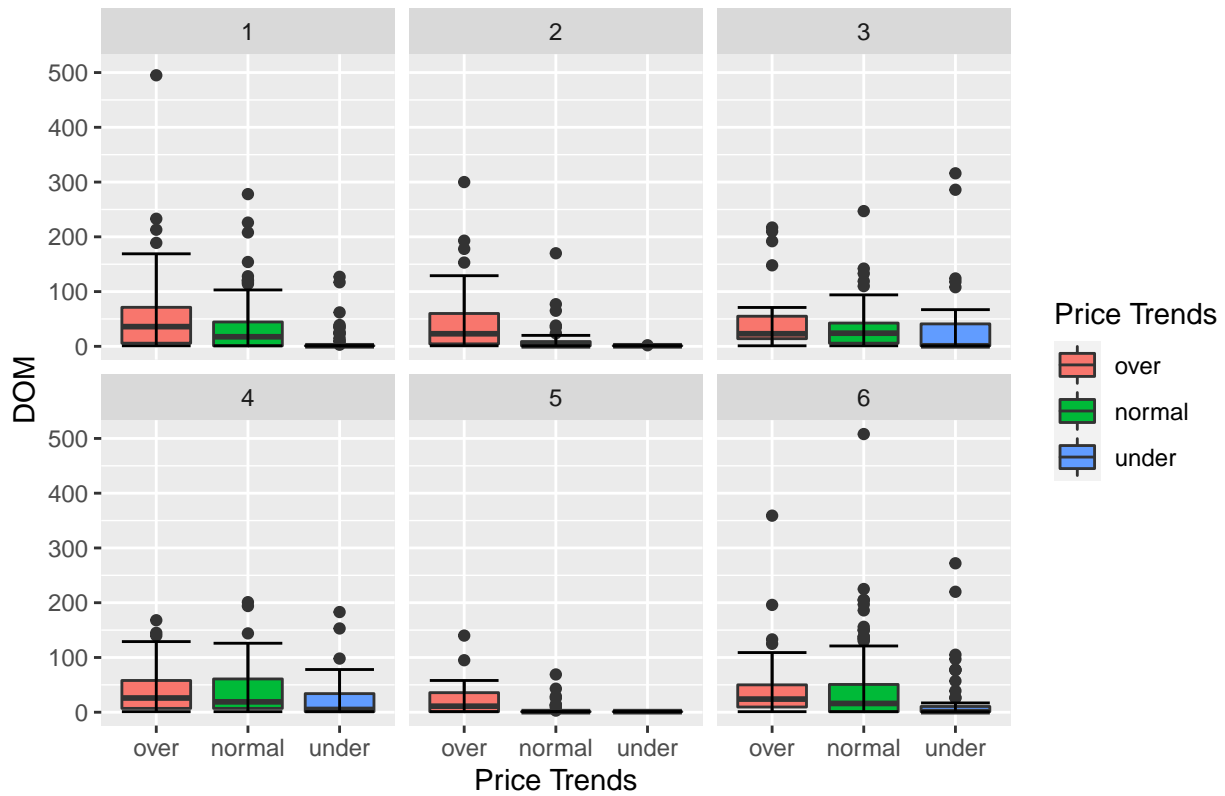 1 2 3
500
400
300
200
100
0
4 5 6
500
400
300
200
100
0
DOM
over normal under over normal under over normal under
Price Trends
Price Trends
over
normal
under